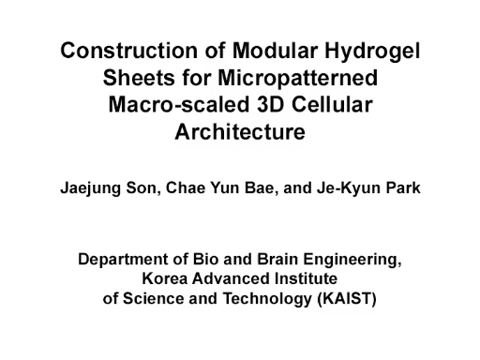 Construction of Modular Hydrogel
Sheets for Micropatterned
Macro-scaled 3D Cellular
Architecture
Jaejung Son, Chae Yun Bae, and Je-Kyun Park
Department of Bio and Brain Engineering,
Korea Advanced Institute
of Science and Technology (KAIST)